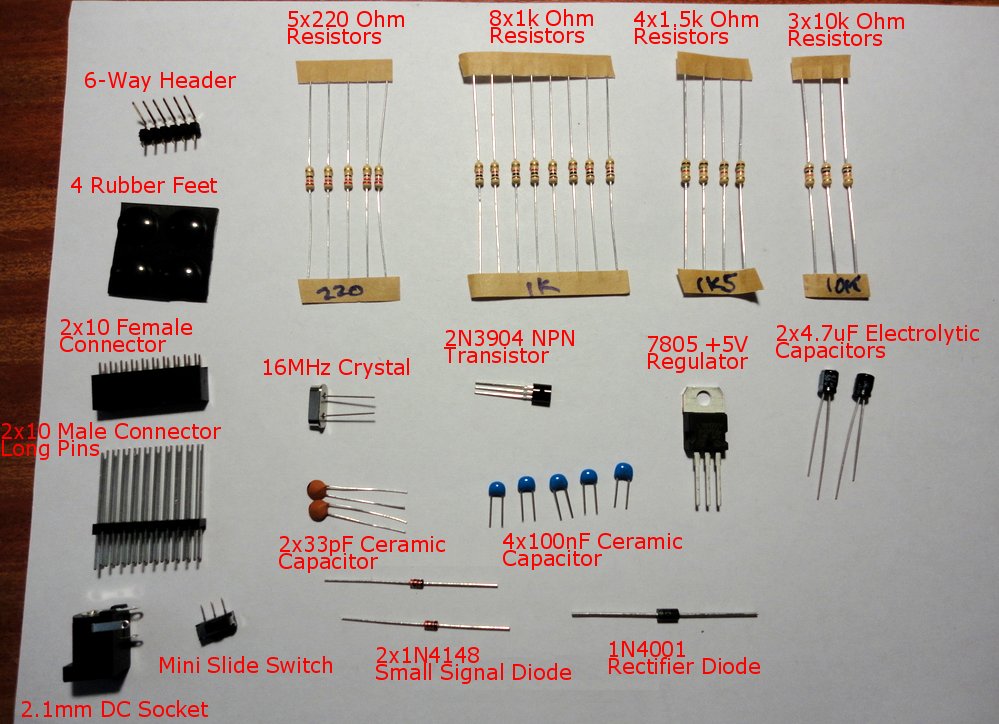 5x220 Ohm
Resistors
8x1k Ohm
Resistors
4x1.5k Ohm
Resistors
3x10k Ohm
Resistors
6-Way Header
4 Rubber Feet
220
1K
1K5
10K
2x10 Female
Connector
16MHz Crystal
2N3904 NPN
Transistor
7805 +5V
Regulator
2x4.7uF Electrolytic
Capacitors
2x10 Male Connector
Long Pins
2x33pF Ceramic
Capacitor
4x100nF Ceramic
Capacitor
Mini Slide Switch
2x1N4148
Small Signal Diode
1N4001
Rectifier Diode
2.1mm DC Socket